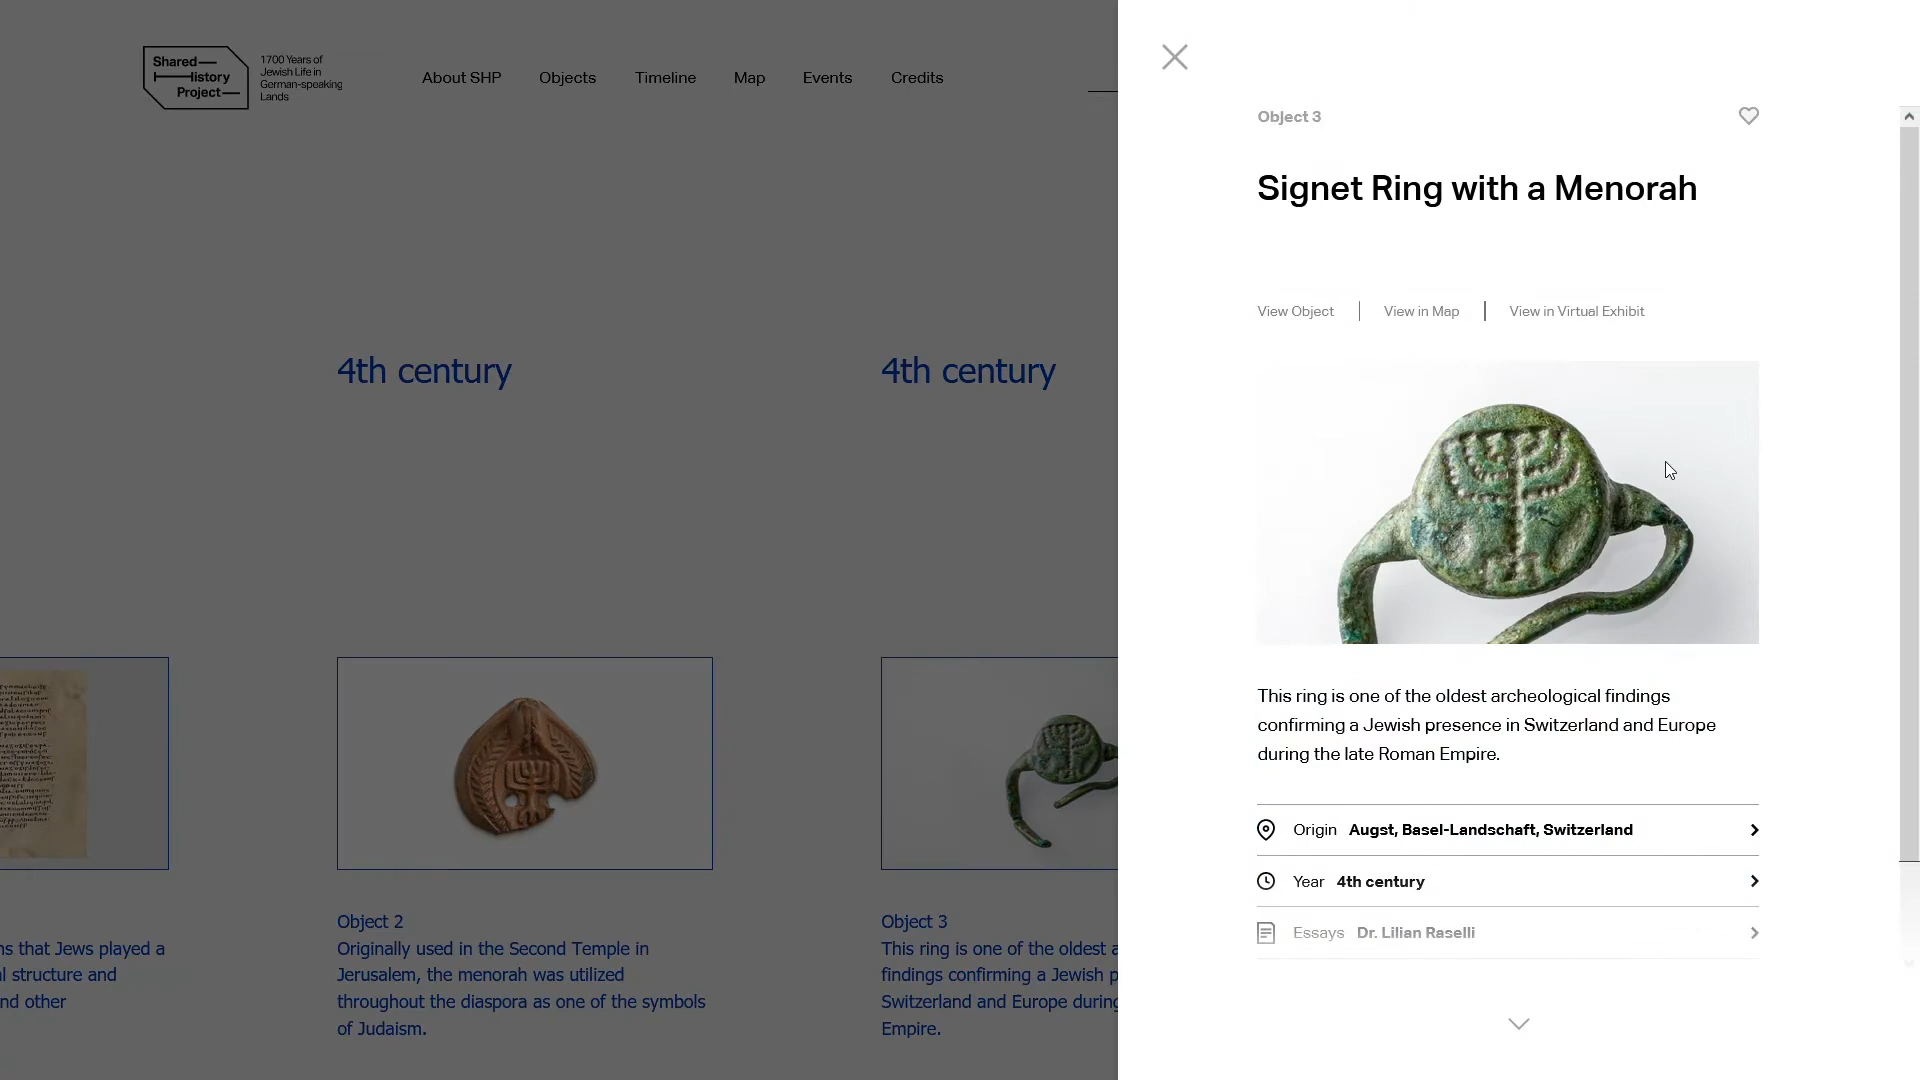 Shared
History
Project
1700 Years of
Jewish Life in
German-speaking
Lands
About SHP
Objects
Timeline
Map
Events
Credits
4th century
4th century
ns that Jews played a
l structure and
nd other
Object 2
Originally used in the Second Temple in
Jerusalem, the menorah was utilized
throughout the diaspora as one of the symbols
of Judaism.
Object 3
This ring is one of the oldest a
findings confirming a Jewish p
Switzerland and Europe during
Empire.
Object 3
Signet Ring with a Menorah
View Object
View in Map
View in Virtual Exhibit
This ring is one of the oldest archeological findings
confirming a Jewish presence in Switzerland and Europe
during the late Roman Empire.
Origin Augst, Basel-Landschaft, Switzerland
Year 4th century
Essays Dr. Lilian Raselli